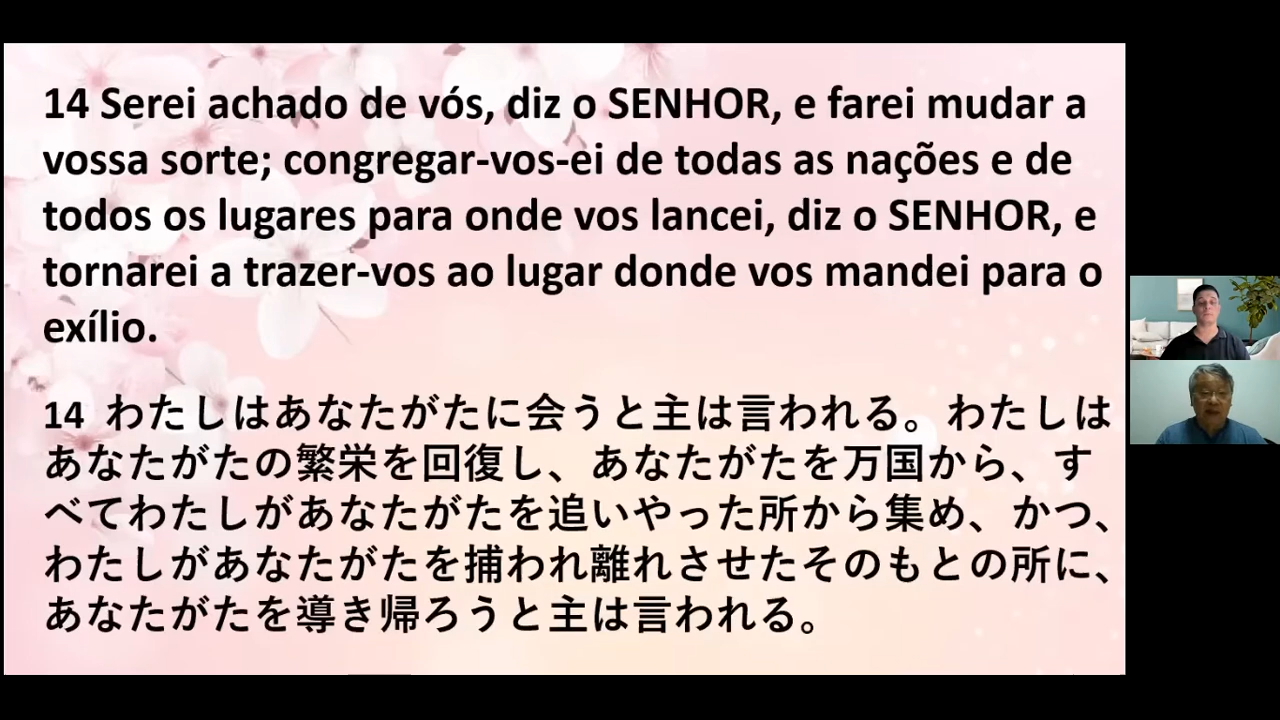 14 Serei achado de vós, diz o SENHOR, e farei mudar a
vossa sorte; congregar-vos-ei de todas as nações e de
todos os lugares para onde vos lancei, diz o SENHOR, e
tornarei a trazer-vos ao lugar donde vos mandei para o
exílio.
14 わたしはあなたがたに会うと主は言われる。わたしは
あなたがたの繁栄を回復し、あなたがたを万国から、す
べてわたしがあなたがたを追いやった所から集め、かつ、
わたしがあなたがたを捕われ離れさせたそのもとの所に、
あなたがたを導き帰ろうと主は言われる。